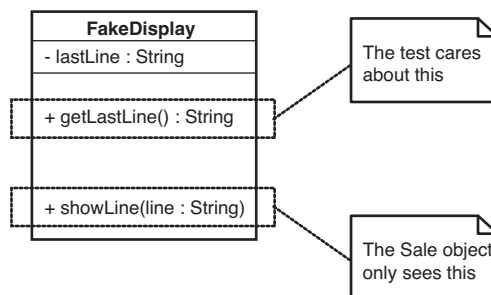 FakeDisplay
- lastLine : String
+ getLastLine() : String
+ showLine(line : String)
The test cares
about this
The Sale object
only sees this